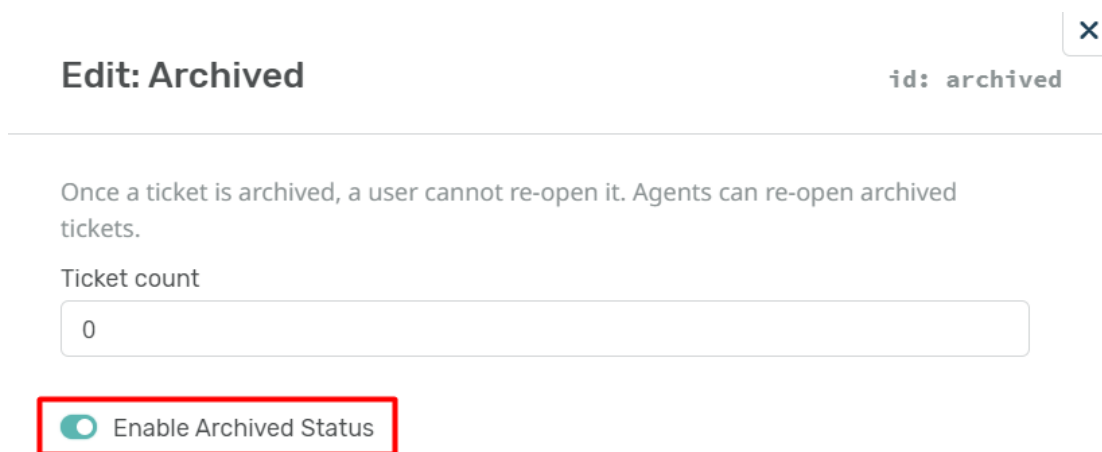 Edit: Archived
id: archived
Once a ticket is archived, a user cannot re-open it. Agents can re-open archived
tickets.
Ticket count
0
Enable Archived Status